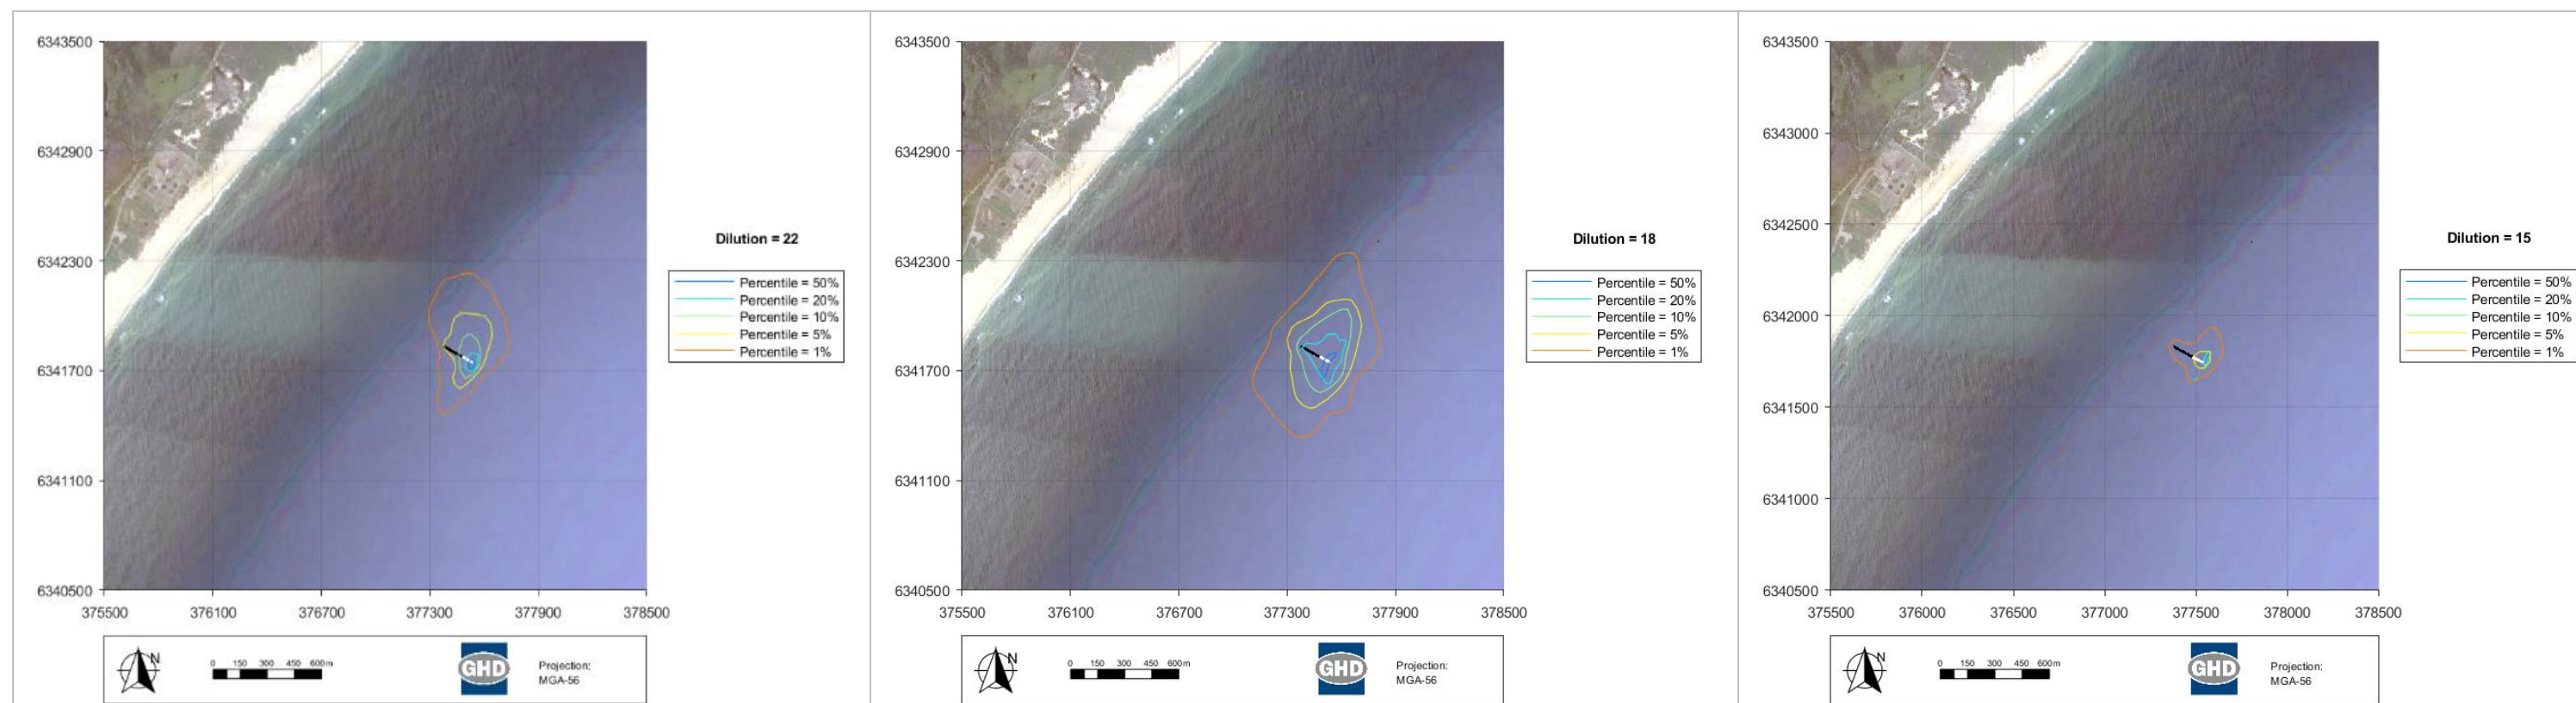 6343500
6342900
6342300
6341700
6341100
6340500
375500 376100 376700 377300 377900 378500
Dilution = 22
Percentile = 50%
Percentile = 20%
Percentile = 10%
Percentile = 5%
Percentile = 1%
N
0 150 300 450 600m
GHD
Projection:
MGA-56
6343500
6342900
6342300
6341700
6341100
6340500
375500 376100 376700 377300 377900 378500
Dilution = 18
Percentile = 50%
Percentile = 20%
Percentile = 10%
Percentile = 5%
Percentile = 1%
N
0 150 300 450 600m
GHD
Projection:
MGA-56
6343500
6343000
6342500
6342000
6341500
6341000
6340500
375500 376000 376500 377000 377500 378000 378500
Dilution = 15
Percentile = 50%
Percentile = 20%
Percentile = 10%
Percentile = 5%
Percentile = 1%
N
0 150 300 450 600m
GHD
Projection:
MGA-56